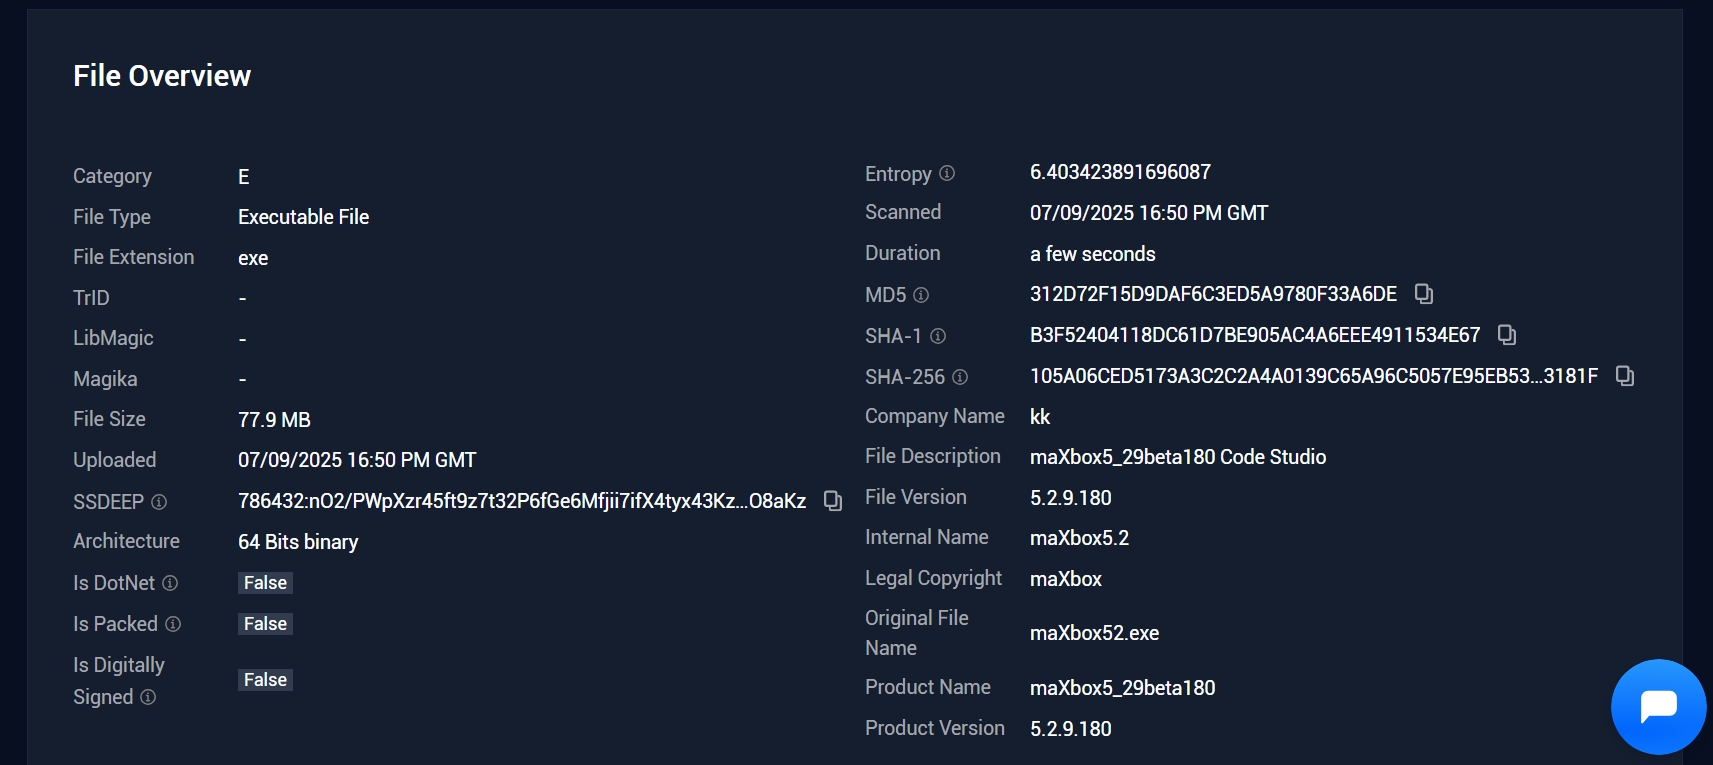 File Overview
Category E
File Type Executable File
File Extension exe
TrID -
LibMagic -
Magika -
File Size 77.9 MB
Uploaded 07/09/2025 16:50 PM GMT
SSDEEP 786432:nO2/PWpXzr45ft9z7t32P6fGe6Mfjii7ifX4tyx43Kz...O8aKz
Architecture 64 Bits binary
Is DotNet False
Is Packed False
Is Digitally
Signed False
Entropy 6.403423891696087
Scanned 07/09/2025 16:50 PM GMT
Duration a few seconds
MD5 312D72F15D9DAF6C3ED5A9780F33A6DE
SHA-1 B3F52404118DC61D7BE905AC4A6EEE4911534E67
SHA-256 105A06CED5173A3C2C2A4A0139C65A96C5057E95EB53...3181F
Company Name kk
File Description maXbox5_29beta180 Code Studio
File Version 5.2.9.180
Internal Name maXbox5.2
Legal Copyright maXbox
Original File
Name maXbox52.exe
Product Name maXbox5_29beta180
Product Version 5.2.9.180